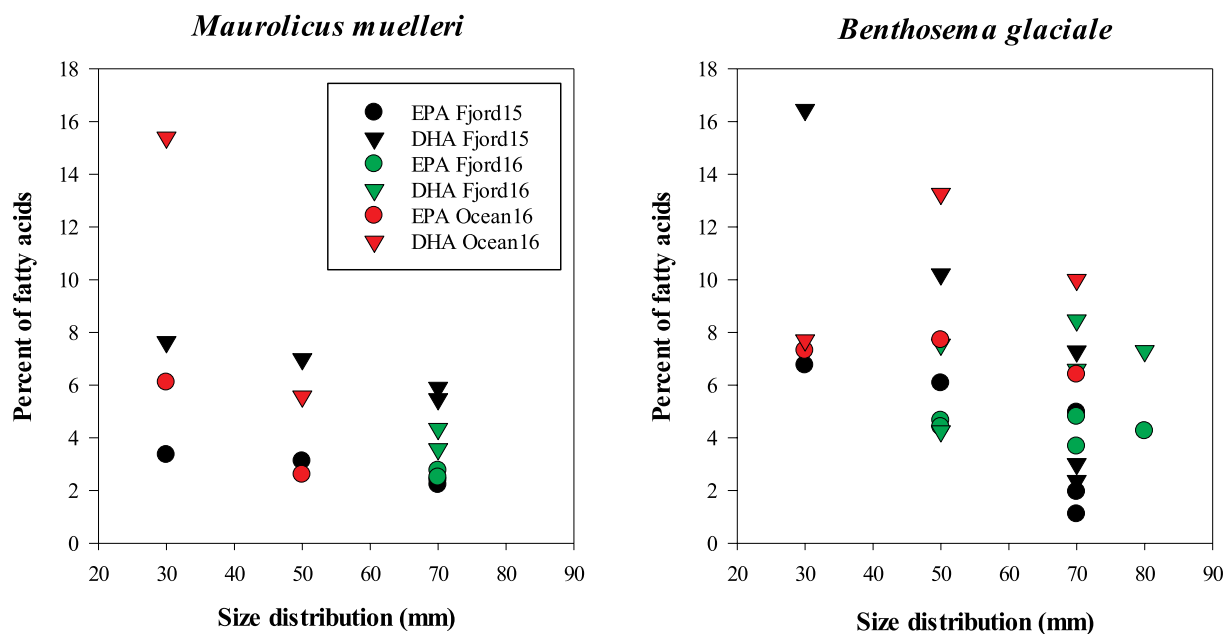 Maurolicus muelleri
Benthosema glaciale
Percent of fatty acids
18
16
14
12
10
8
6
4
2
0
EPA Fjord15
DHA Fjord15
EPA Fjord16
DHA Fjord16
EPA Ocean16
DHA Ocean16
20 30 40 50 60 70 80 90
Size distribution (mm)
Percent of fatty acids
18
16
14
12
10
8
6
4
2
0
20 30 40 50 60 70 80 90
Size distribution (mm)